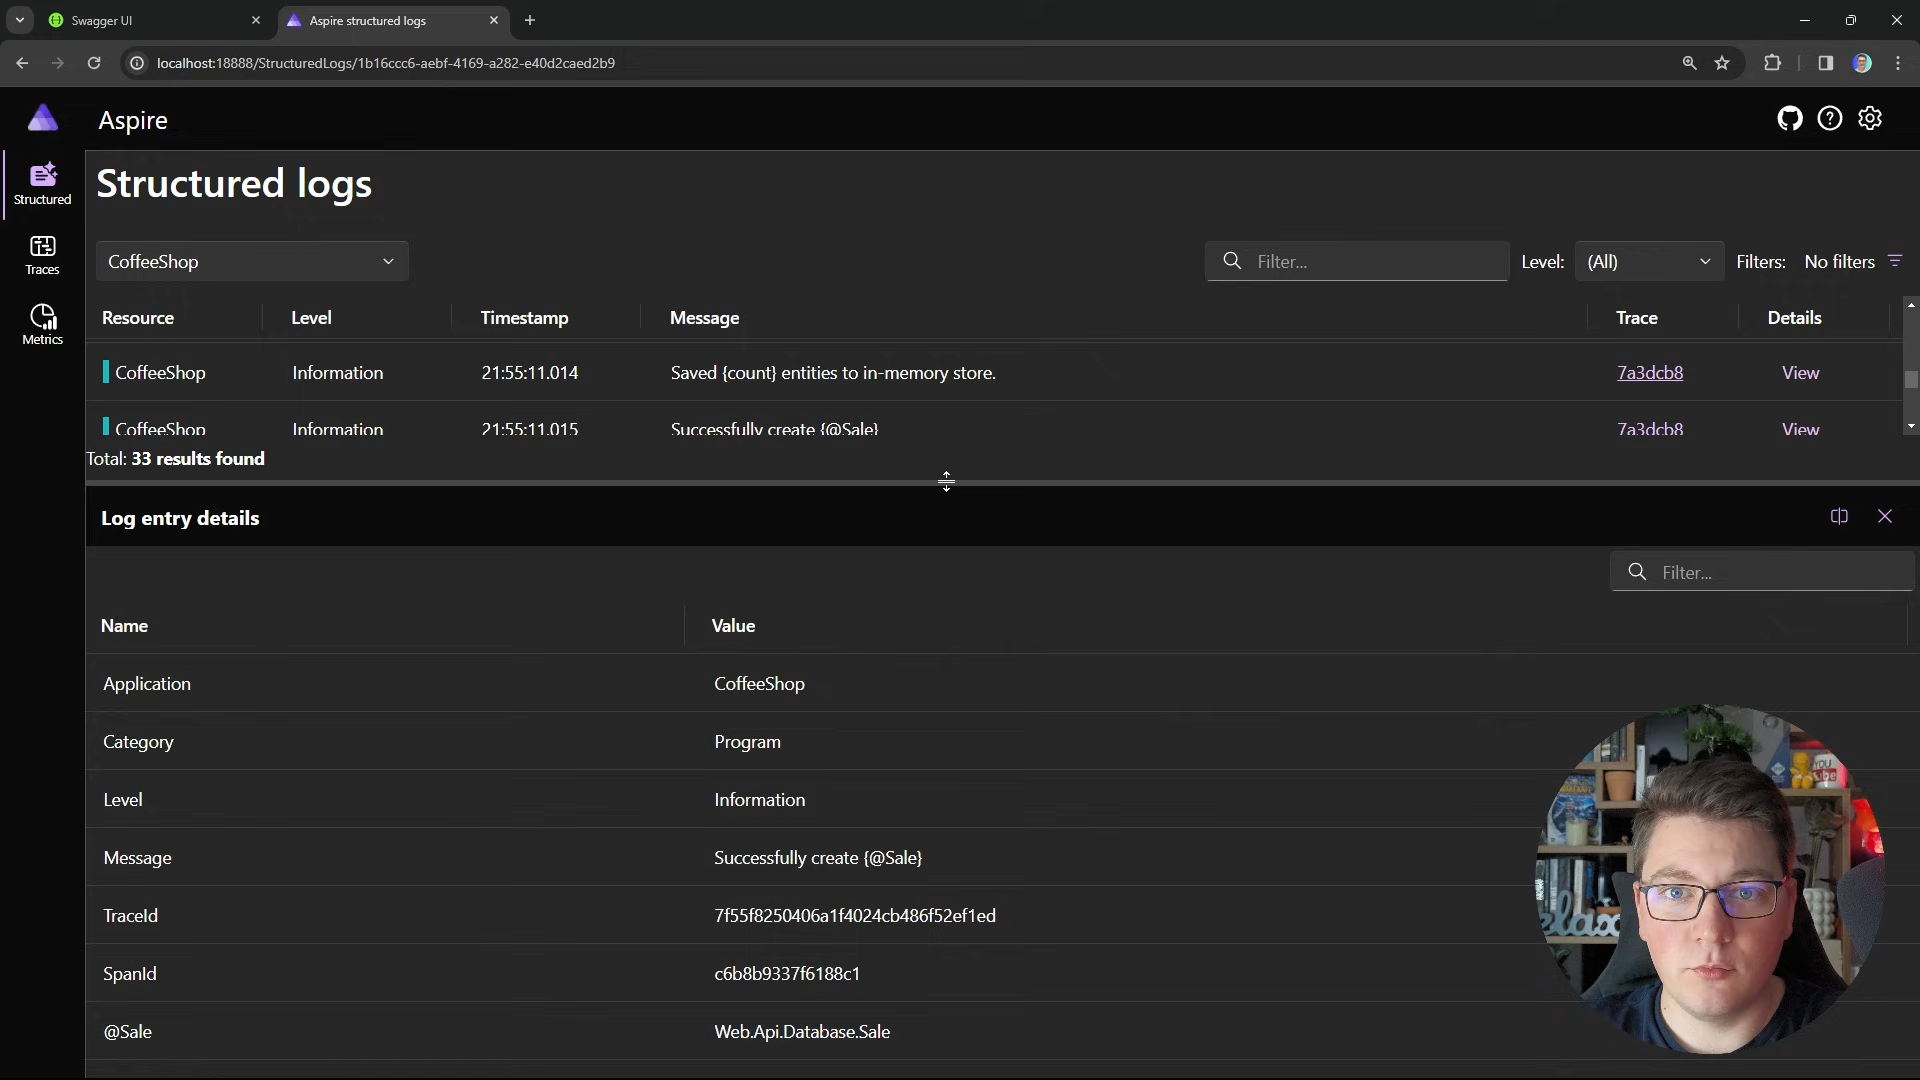 Swagger UI
Aspire structured logs
localhost:18888/StructuredLogs/1b16ccc6-aebf-4169-a282-e40d2caed2b9
Aspire
Structured
Traces
Metrics
Structured logs
CoffeeShop
Filter...
Level:
(All)
Filters:
No filters
Resource Level Timestamp Message Trace Details
CoffeeShop Information 21:55:11.014 Saved {count} entities to in-memory store. 7a3dcb8 View
CoffeeShop Information 21:55:11.015 Successfully create {@Sale} 7a3dcb8 View
Total: 33 results found
Log entry details
Filter...
Name Value
Application CoffeeShop
Category Program
Level Information
Message Successfully create {@Sale}
TraceId 7f55f8250406a1f4024cb486f52ef1ed
SpanId c6b8b9337f6188c1
@Sale Web.Api.Database.Sale
YOU
elax